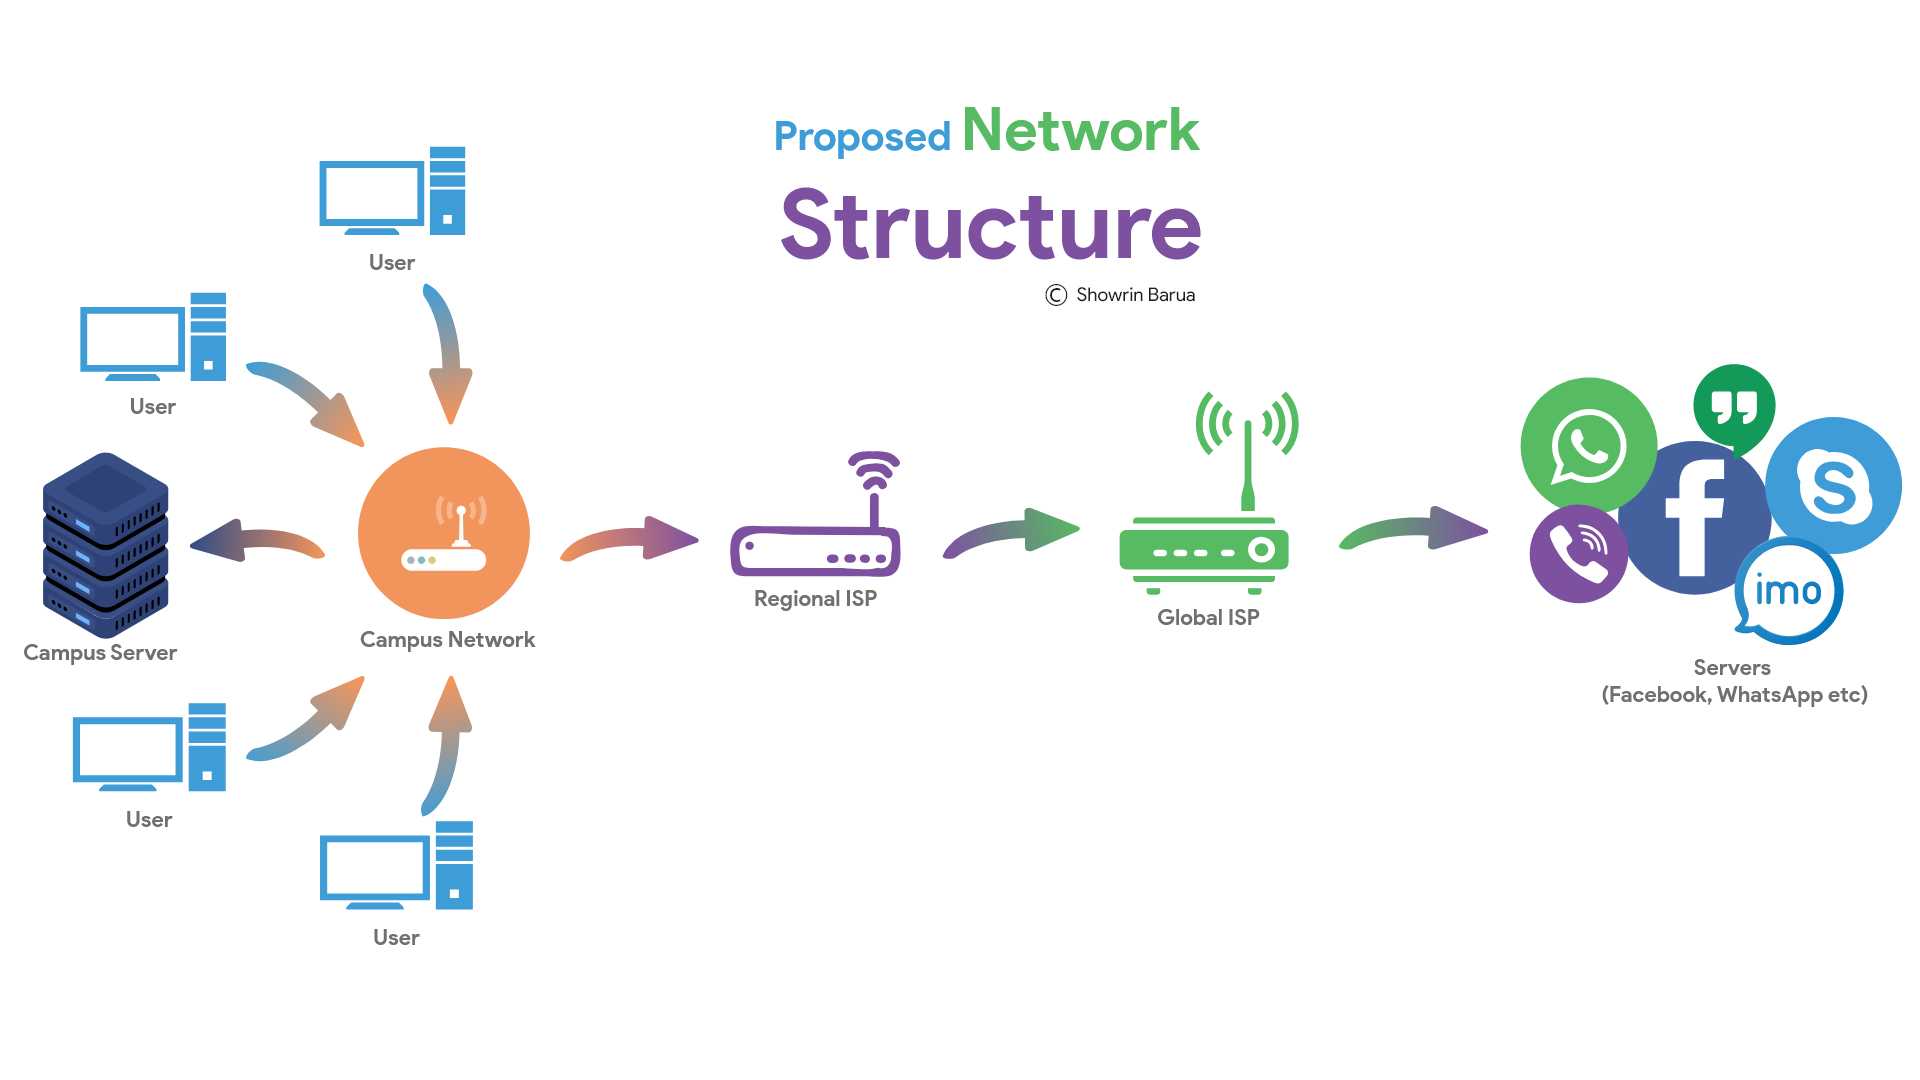 Proposed Network
Structure
© Showrin Barua
User
User
Campus Server
Campus Network
User
User
Regional ISP
Global ISP
imo
Servers
(Facebook, WhatsApp etc)